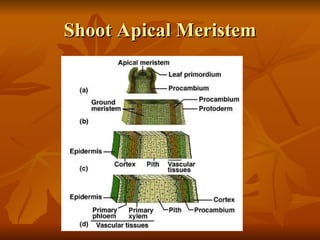 Shoot Apical Meristem
Apical meristem
Leaf primordium
Procambium
(a)
Ground
meristem
Procambium
Protoderm
(b)
Epidermis
Cortex
Pith
Vascular
tissues
(c)
Epidermis
Cortex
Primary
phloem
Primary
xylem
Pith
Procambium
(d)
Vascular tissues